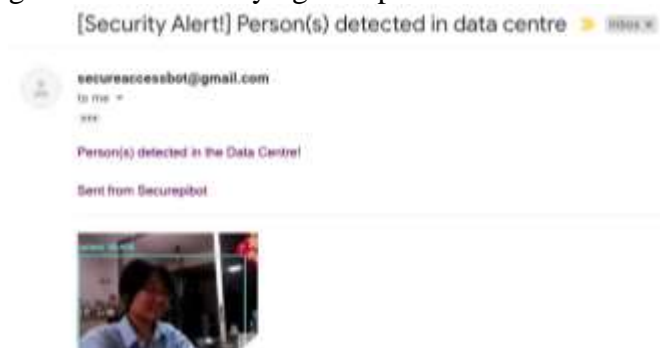 [Security Alert!] Person(s) detected in data centre
Inbox x
secureaccessbot@gmail.com
to me
Person(s) detected in the Data Centre!
Sent from Securepibot